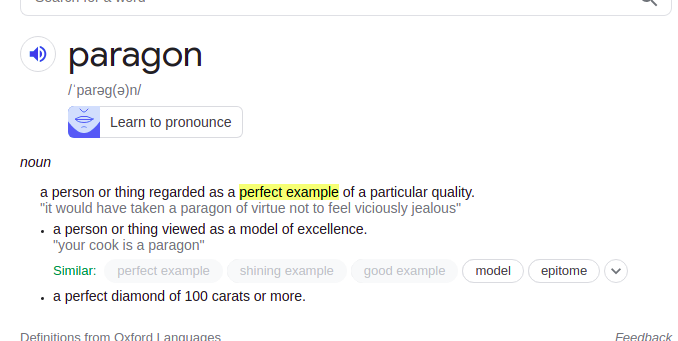 Search for a word
paragon
/ˈparəɡ(ə)n/
Learn to pronounce
noun
a person or thing regarded as a perfect example of a particular quality.
"it would have taken a paragon of virtue not to feel viciously jealous"
• a person or thing viewed as a model of excellence.
"your cook is a paragon"
Similar: perfect example shining example good example model epitome
• a perfect diamond of 100 carats or more.
Definitions from Oxford Languages Feedback